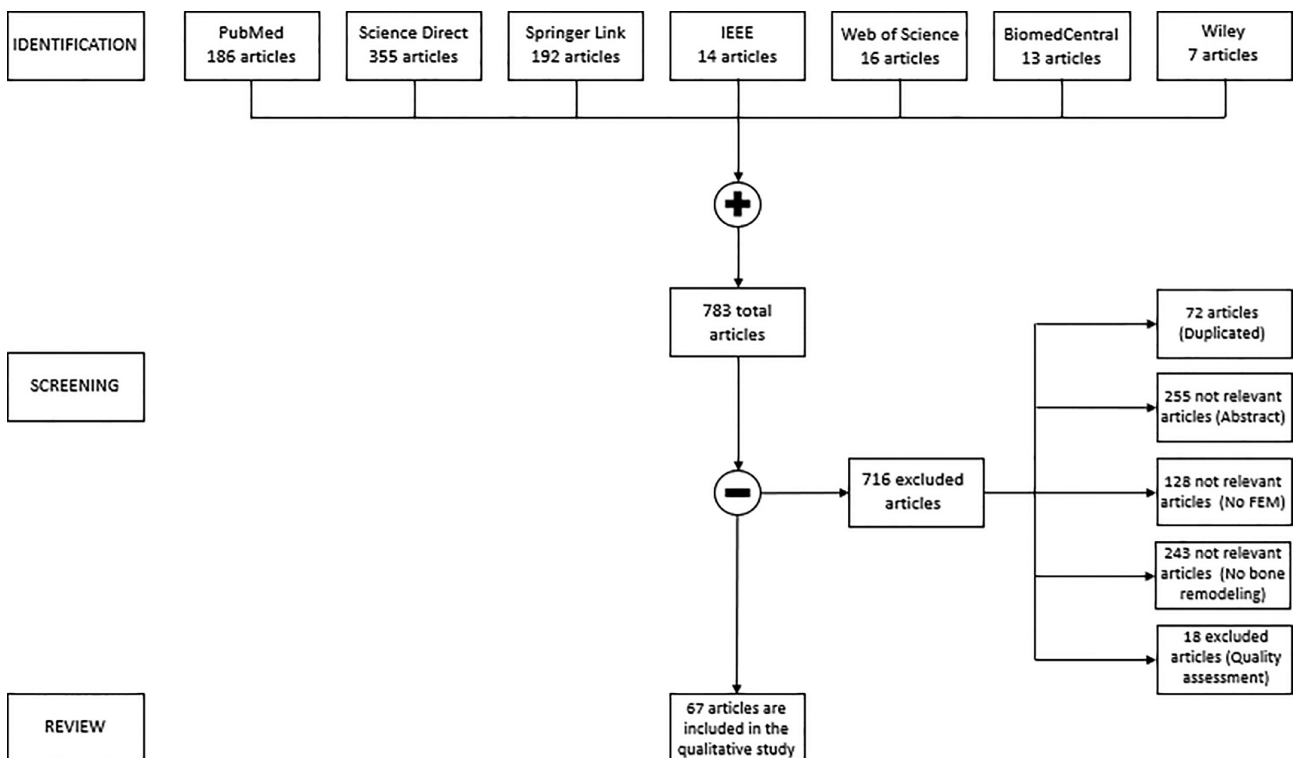 IDENTIFICATION
PubMed
186 articles
Science Direct
355 articles
Springer Link
192 articles
IEEE
14 articles
Web of Science
16 articles
BiomedCentral
13 articles
Wiley
7 articles
783 total
articles
SCREENING
716 excluded
articles
72 articles
(Duplicated)
255 not relevant
articles (Abstract)
128 not relevant
articles (No FEM)
243 not relevant
articles (No bone
remodeling)
18 excluded
articles (Quality
assessment)
REVIEW
67 articles are
included in the
qualitative study